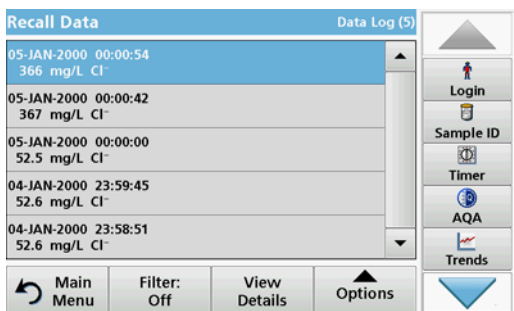 Recall Data Data Log (5)
05-JAN-2000 00:00:54
366 mg/L Cl⁻
05-JAN-2000 00:00:42
367 mg/L Cl⁻
05-JAN-2000 00:00:00
52.5 mg/L Cl⁻
04-JAN-2000 23:59:45
52.6 mg/L Cl⁻
04-JAN-2000 23:58:51
52.6 mg/L Cl⁻
Login
Sample ID
Timer
AQA
Trends
Main
Menu
Filter:
Off
View
Details
Options